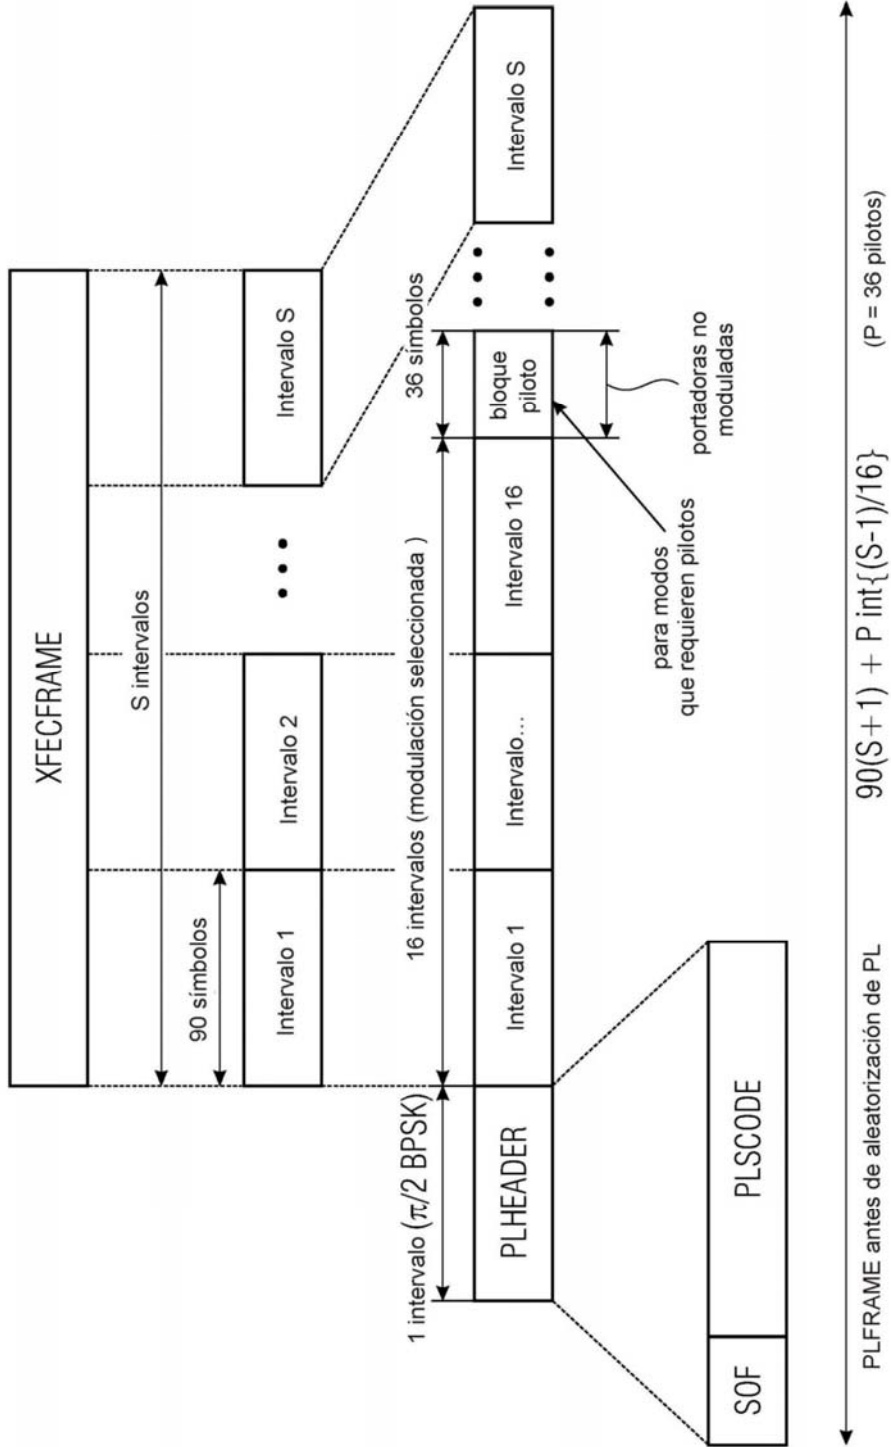 XFECFRAME
S intervalos
90 símbolos
Intervalo 1
Intervalo 2
Intervalo S
1 intervalo (π/2 BPSK)
16 intervalos (modulación seleccionada )
36 símbolos
PLHEADER
Intervalo 1
Intervalo...
Intervalo 16
bloque
piloto
Intervalo S
para modos
que requieren pilotos
portadoras no
moduladas
SOF
PLSCODE
PLFRAME antes de aleatorización de PL
90(S+1) + P int{(S-1)/16}
(P = 36 pilotos)